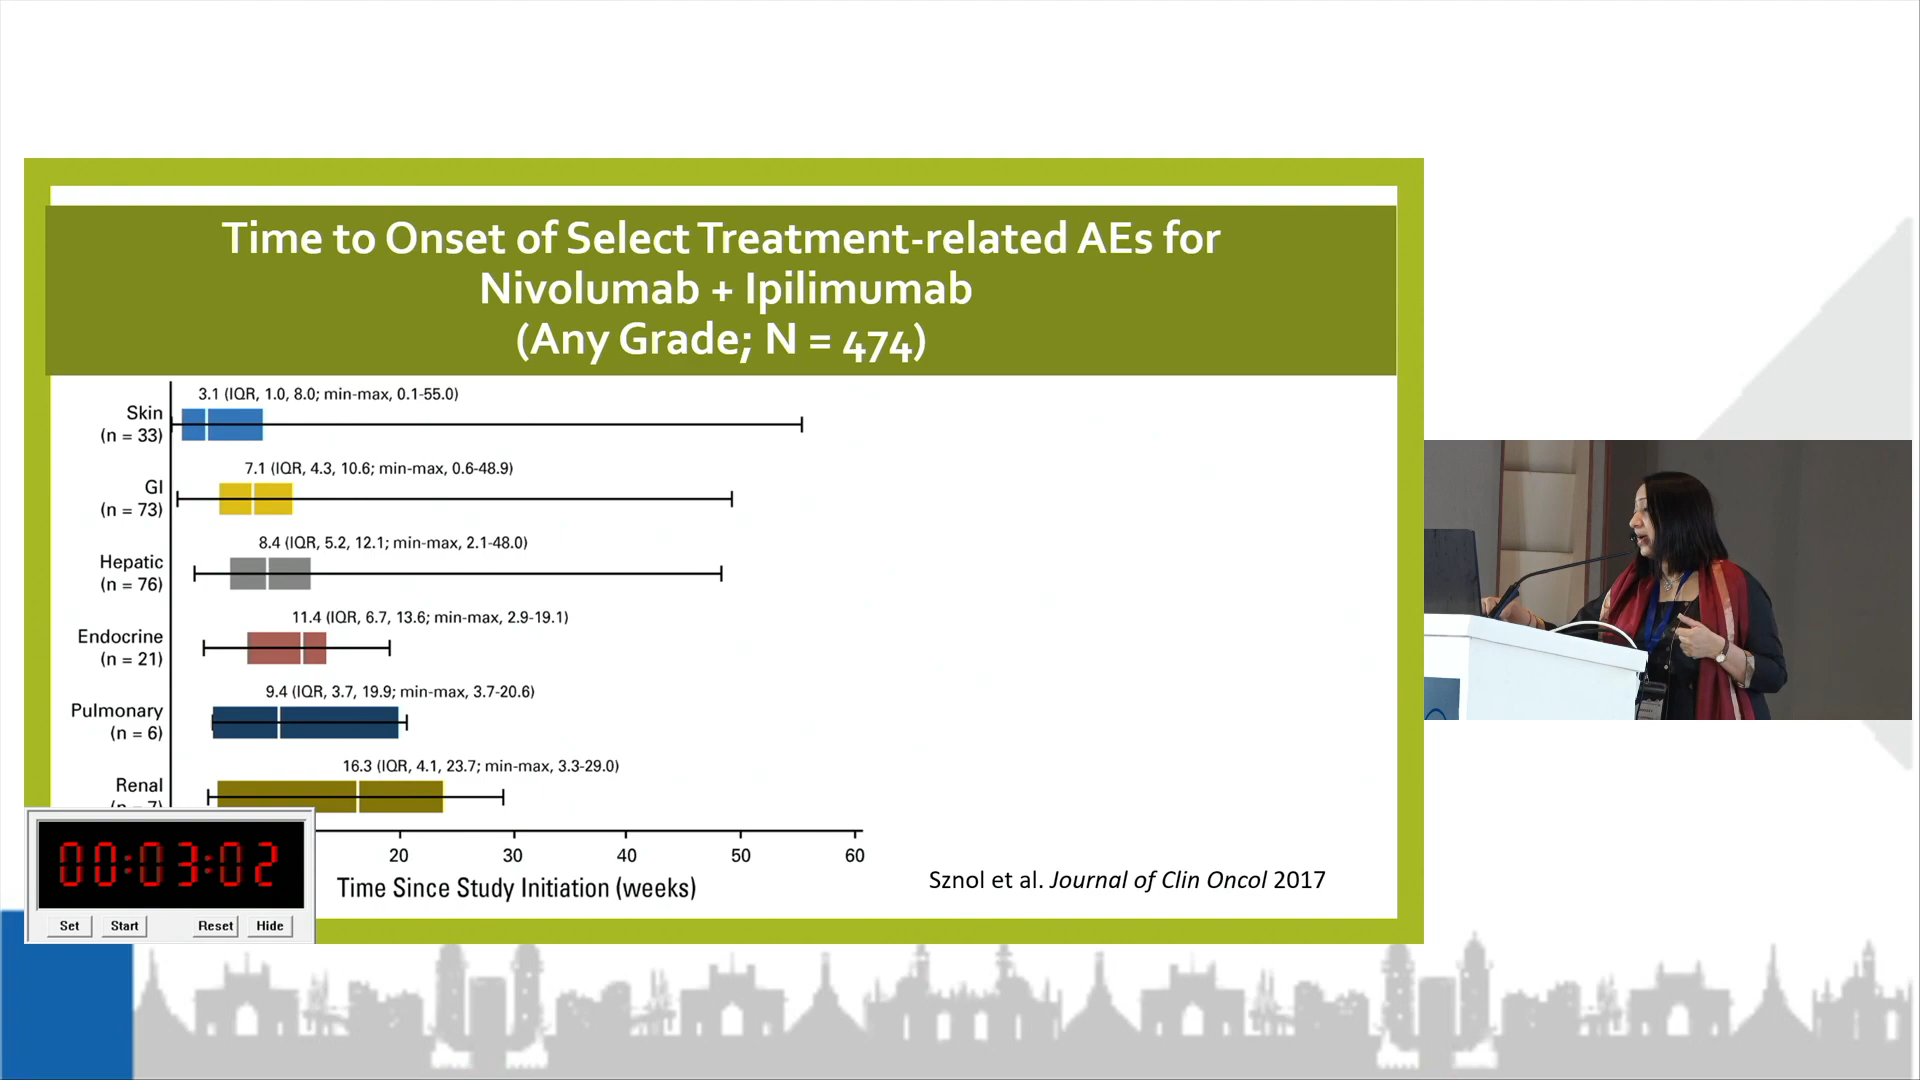 Time to Onset of Select Treatment-related AEs for
Nivolumab + Ipilimumab
(Any Grade; N = 474)
3.1 (IQR, 1.0, 8.0; min-max, 0.1-55.0)
Skin
(n = 33)
7.1 (IQR, 4.3, 10.6; min-max, 0.6-48.9)
GI
(n = 73)
8.4 (IQR, 5.2, 12.1; min-max, 2.1-48.0)
Hepatic
(n = 76)
11.4 (IQR, 6.7, 13.6; min-max, 2.9-19.1)
Endocrine
(n = 21)
9.4 (IQR, 3.7, 19.9; min-max, 3.7-20.6)
Pulmonary
(n = 6)
16.3 (IQR, 4.1, 23.7; min-max, 3.3-29.0)
Renal
(n = 7)
20 30 40 50 60
Time Since Study Initiation (weeks)
Sznol et al. Journal of Clin Oncol 2017
00:03:02
Set Start Reset Hide